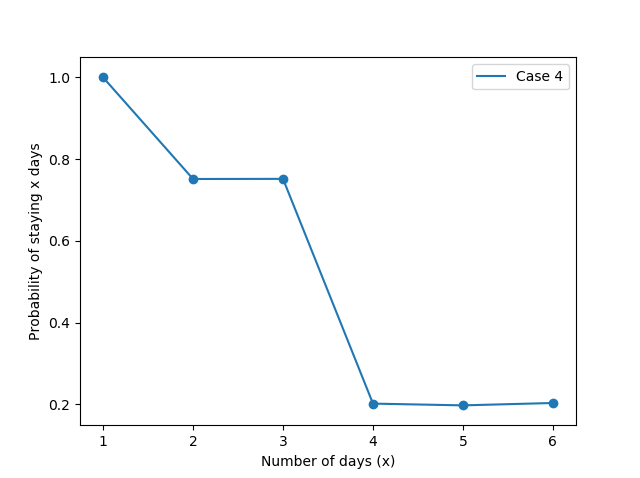 Case 4
1.0
0.8
0.6
0.4
0.2
Probability of staying x days
1 2 3 4 5 6
Number of days (x)